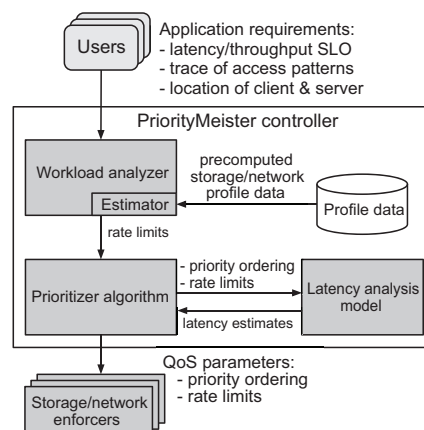 Users
Application requirements:
- latency/throughput SLO
- trace of access patterns
- location of client & server
PriorityMeister controller
Workload analyzer
Estimator
precomputed
storage/network
profile data
Profile data
rate limits
Prioritizer algorithm
- priority ordering
- rate limits
latency estimates
Latency analysis
model
QoS parameters:
- priority ordering
- rate limits
Storage/network
enforcers